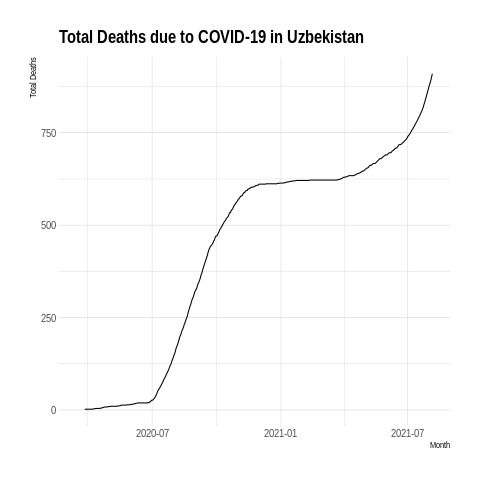 Total Deaths due to COVID-19 in Uzbekistan
Total Deaths
750
500
250
0
2020-07 2021-01 2021-07
Month